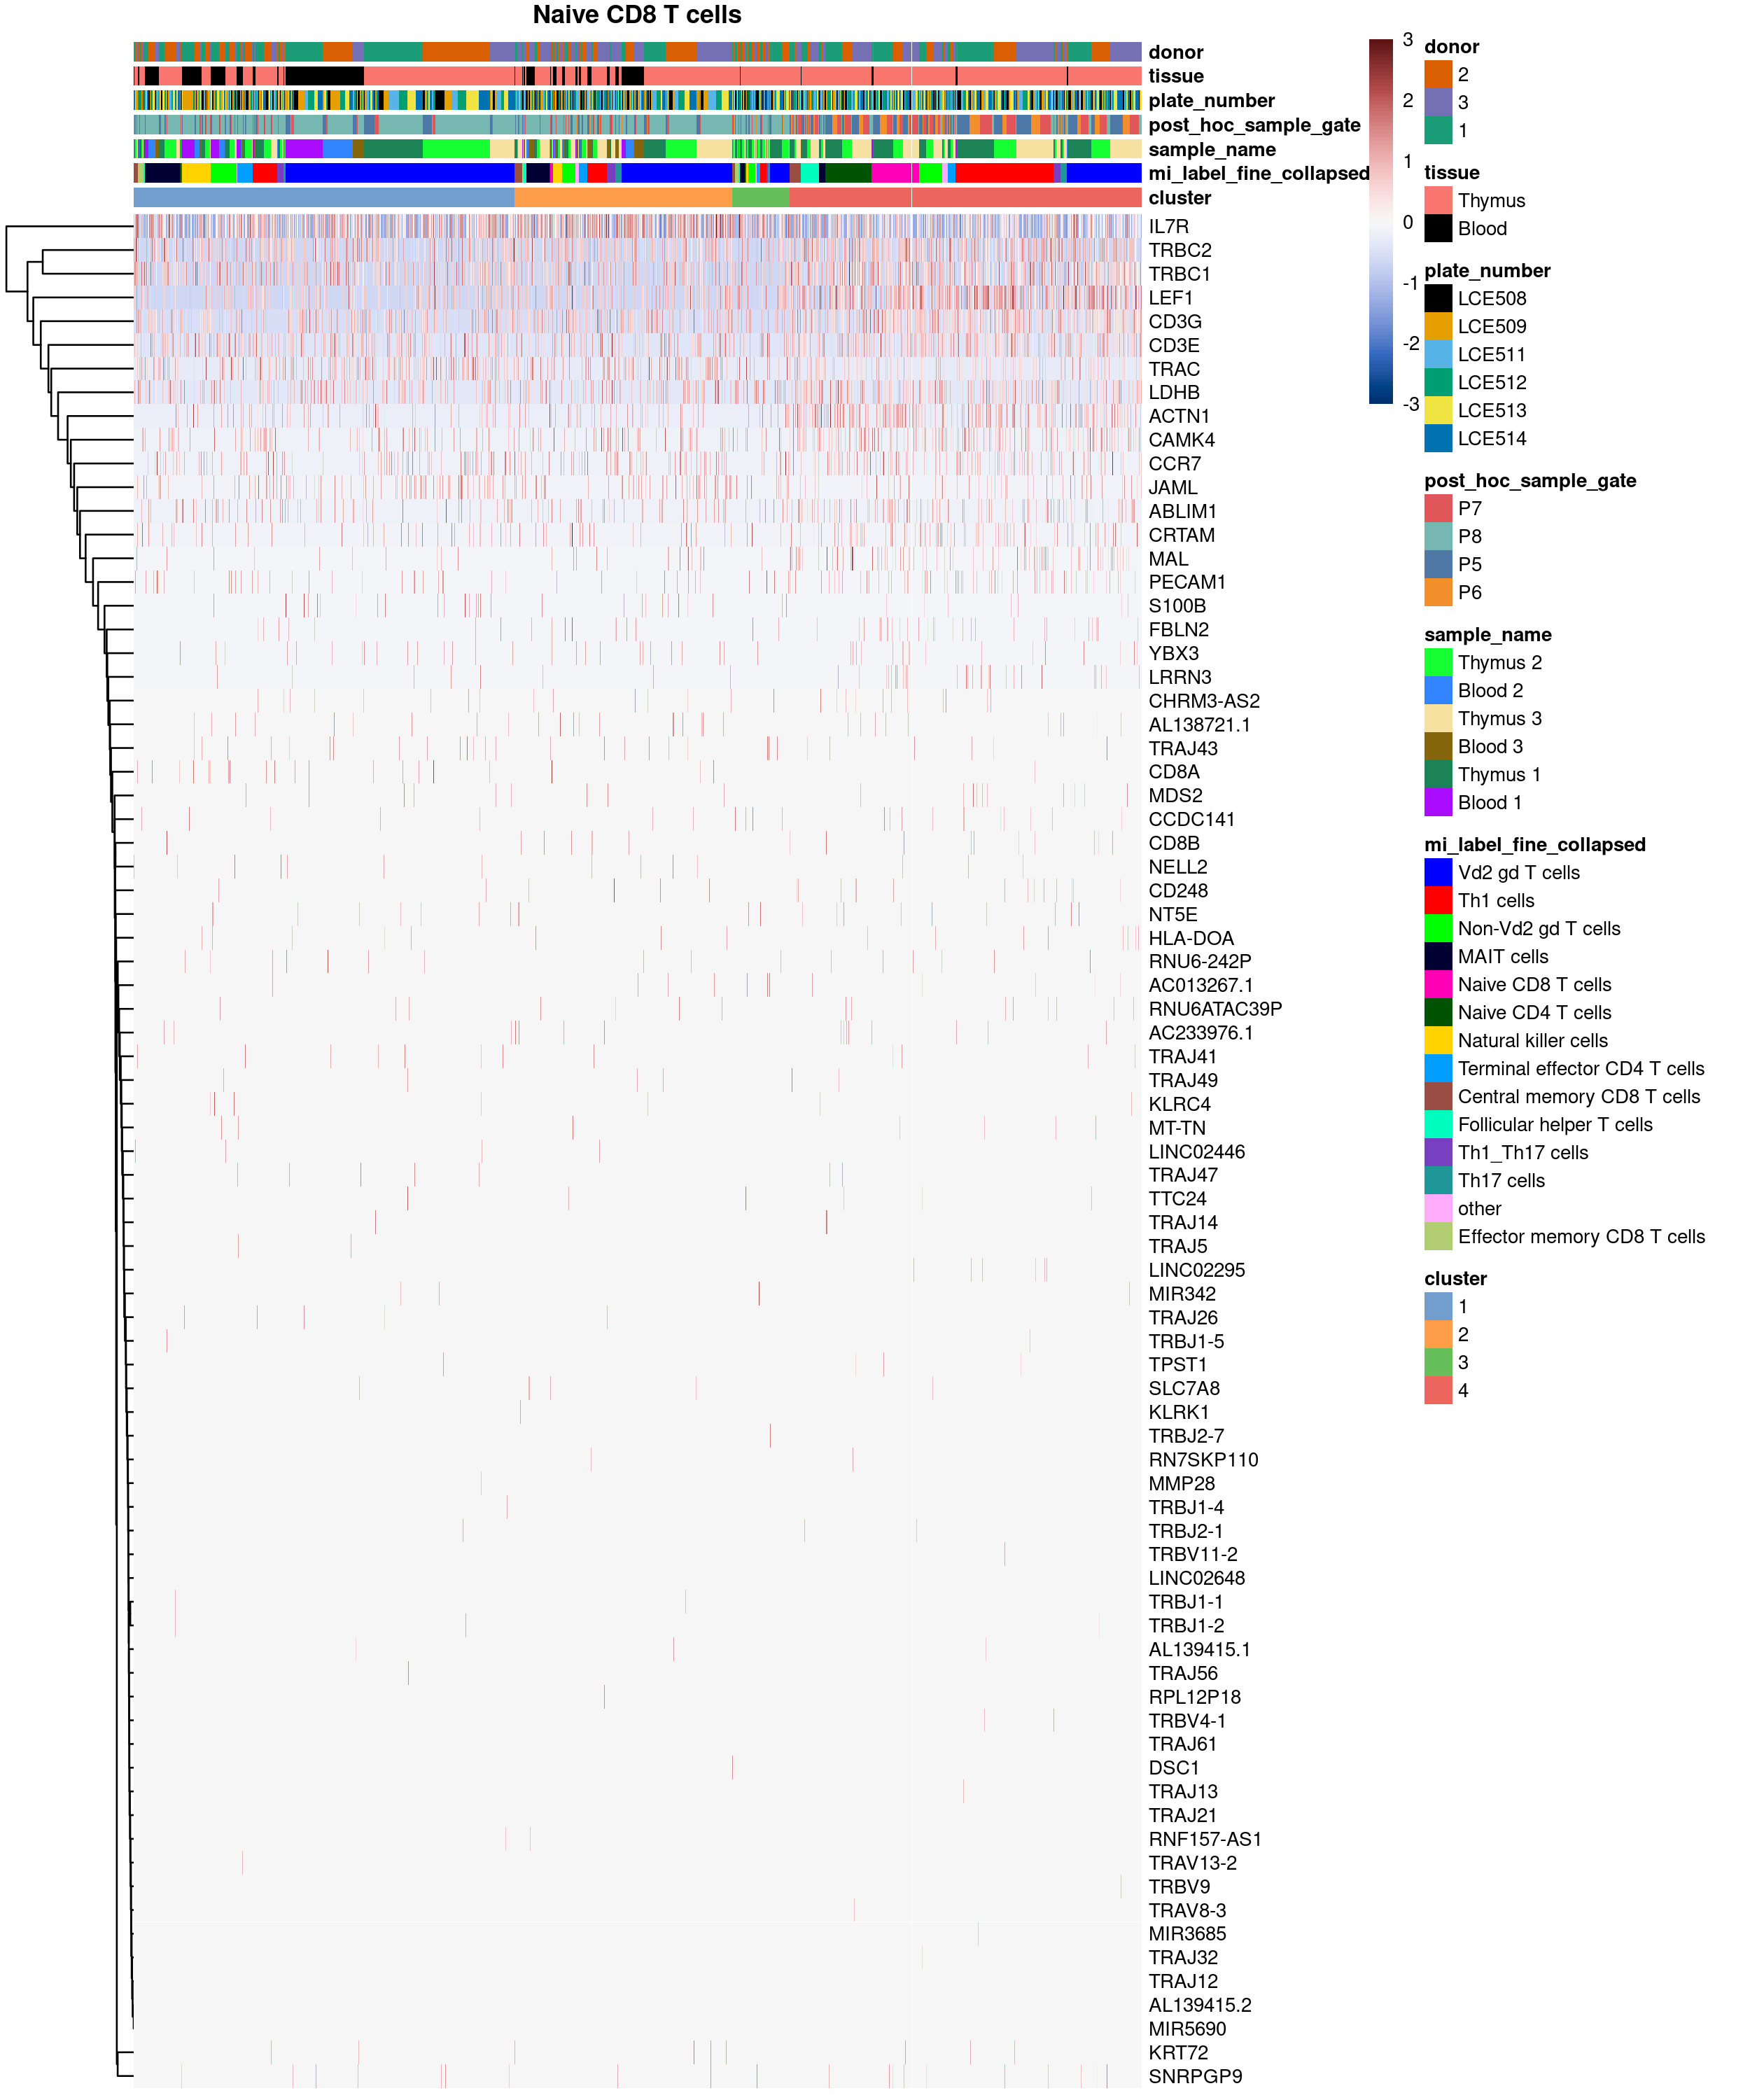 Naive CD8 T cells
donor
tissue
plate_number
post_hoc_sample_gate
sample_name
mi_label_fine_collapsed
cluster
IL7R
TRBC2
TRBC1
LEF1
CD3G
CD3E
TRAC
LDHB
ACTN1
CAMK4
CCR7
JAML
ABLIM1
CRTAM
MAL
PECAM1
S100B
FBLN2
YBX3
LRRN3
CHRM3-AS2
AL138721.1
TRAJ43
CD8A
MDS2
CCDC141
CD8B
NELL2
CD248
NT5E
HLA-DOA
RNU6-242P
AC013267.1
RNU6ATAC39P
AC233976.1
TRAJ41
TRAJ49
KLRC4
MT-TN
LINC02446
TRAJ47
TTC24
TRAJ14
TRAJ5
LINC02295
MIR342
TRAJ26
TRBJ1-5
TPST1
SLC7A8
KLRK1
TRBJ2-7
RN7SKP110
MMP28
TRBJ1-4
TRBJ2-1
TRBV11-2
LINC02648
TRBJ1-1
TRBJ1-2
AL139415.1
TRAJ56
RPL12P18
TRBV4-1
TRAJ61
DSC1
TRAJ13
TRAJ21
RNF157-AS1
TRAV13-2
TRBV9
TRAV8-3
MIR3685
TRAJ32
TRAJ12
AL139415.2
MIR5690
KRT72
SNRPGP9
3
2
1
0
-1
-2
-3
donor
2
3
1
tissue
Thymus
Blood
plate_number
LCE508
LCE509
LCE511
LCE512
LCE513
LCE514
post_hoc_sample_gate
P7
P8
P5
P6
sample_name
Thymus 2
Blood 2
Thymus 3
Blood 3
Thymus 1
Blood 1
mi_label_fine_collapsed
Vd2 gd T cells
Th1 cells
Non-Vd2 gd T cells
MAIT cells
Naive CD8 T cells
Naive CD4 T cells
Natural killer cells
Terminal effector CD4 T cells
Central memory CD8 T cells
Follicular helper T cells
Th1_Th17 cells
Th17 cells
other
Effector memory CD8 T cells
cluster
1
2
3
4